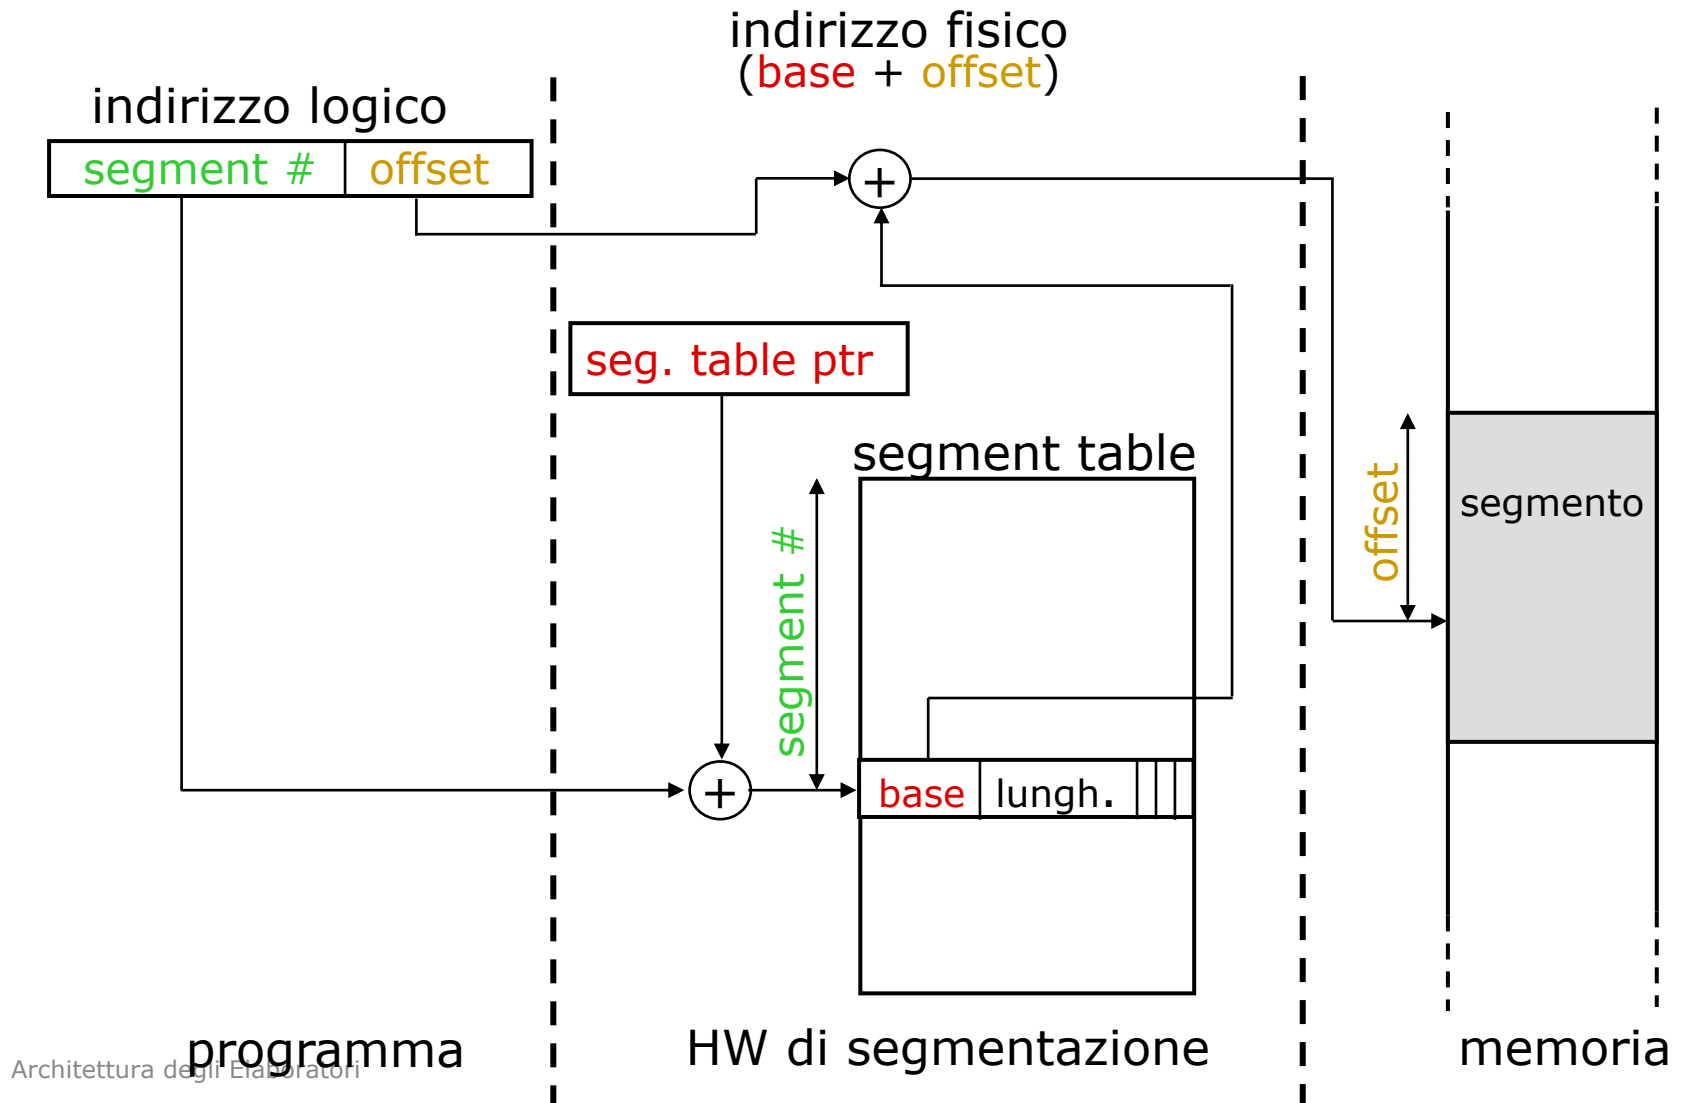 indirizzo fisico
(base + offset)
indirizzo logico
segment # offset
+
seg. table ptr
segment table
segment #
offset
segmento
+
base lungh.
programma
HW di segmentazione
memoria
Architettura degli Elaboratori